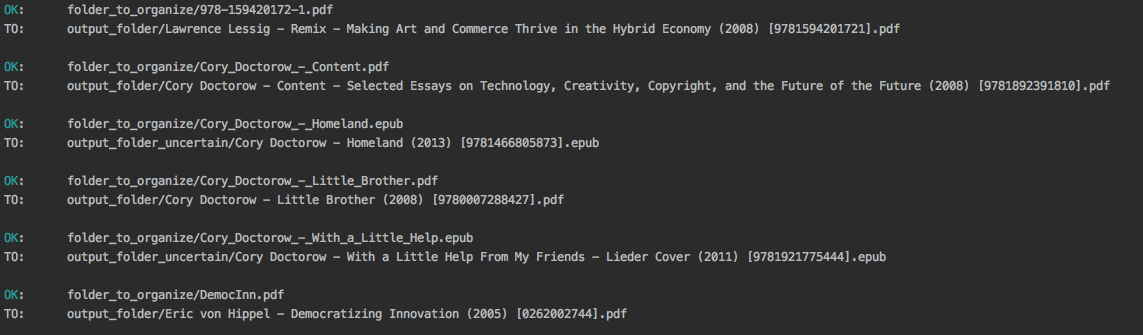 OK: folder_to_organize/978-159420172-1.pdf
TO: output_folder/Lawrence Lessig - Remix - Making Art and Commerce Thrive in the Hybrid Economy (2008) [9781594201721].pdf
OK: folder_to_organize/Cory_Doctorow_-_Content.pdf
TO: output_folder/Cory Doctorow - Content - Selected Essays on Technology, Creativity, Copyright, and the Future of the Future (2008) [9781892391810].pdf
OK: folder_to_organize/Cory_Doctorow_-_Homeland.epub
TO: output_folder_uncertain/Cory Doctorow - Homeland (2013) [9781466805873].epub
OK: folder_to_organize/Cory_Doctorow_-_Little_Brother.pdf
TO: output_folder/Cory Doctorow - Little Brother (2008) [9780007288427].pdf
OK: folder_to_organize/Cory_Doctorow_-_With_a_Little_Help.epub
TO: output_folder_uncertain/Cory Doctorow - With a Little Help From My Friends - Lieder Cover (2011) [9781921775444].epub
OK: folder_to_organize/DemocInn.pdf
TO: output_folder/Eric von Hippel - Democratizing Innovation (2005) [0262002744].pdf